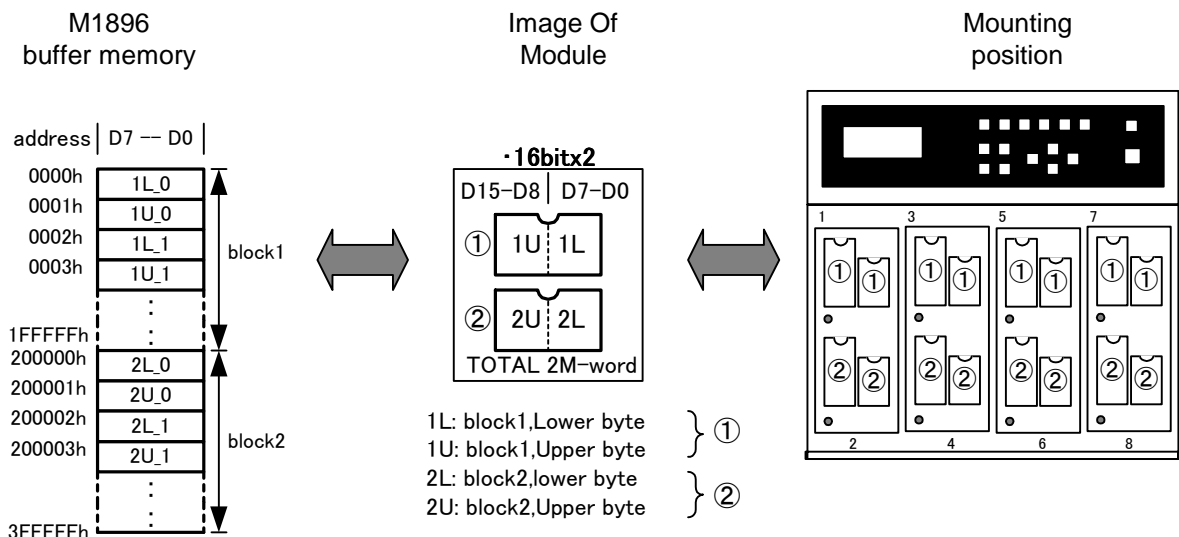 M1896
buffer memory
address D7 -- D0
0000h 1L_0
0001h 1U_0
0002h 1L_1
0003h 1U_1
block1
1FFFFFh
200000h 2L_0
200001h 2U_0
200002h 2L_1
200003h 2U_1
block2
3FFFFFh
Image Of
Module
・16bitx2
D15-D8 D7-D0
① 1U 1L
② 2U 2L
TOTAL 2M-word
1L: block1,Lower byte
1U: block1,Upper byte
①
2L: block2,lower byte
2U: block2,Upper byte
②
Mounting
position
1 3 5 7
① ① ① ① ① ① ① ①
② ② ② ② ② ② ② ②
2 4 6 8